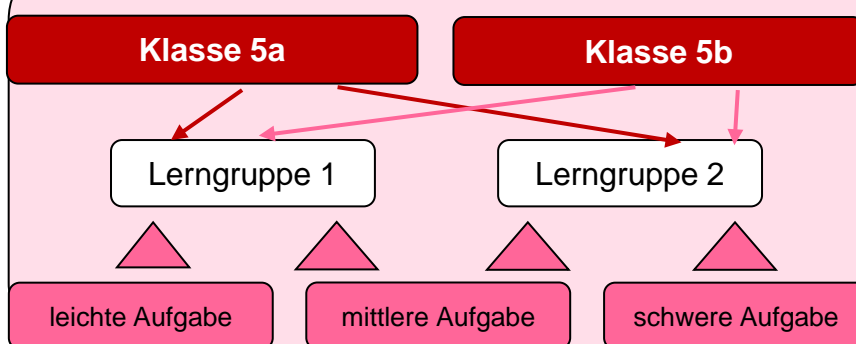 Klasse 5a
Klasse 5b
Lerngruppe 1
Lerngruppe 2
leichte Aufgabe
mittlere Aufgabe
schwere Aufgabe